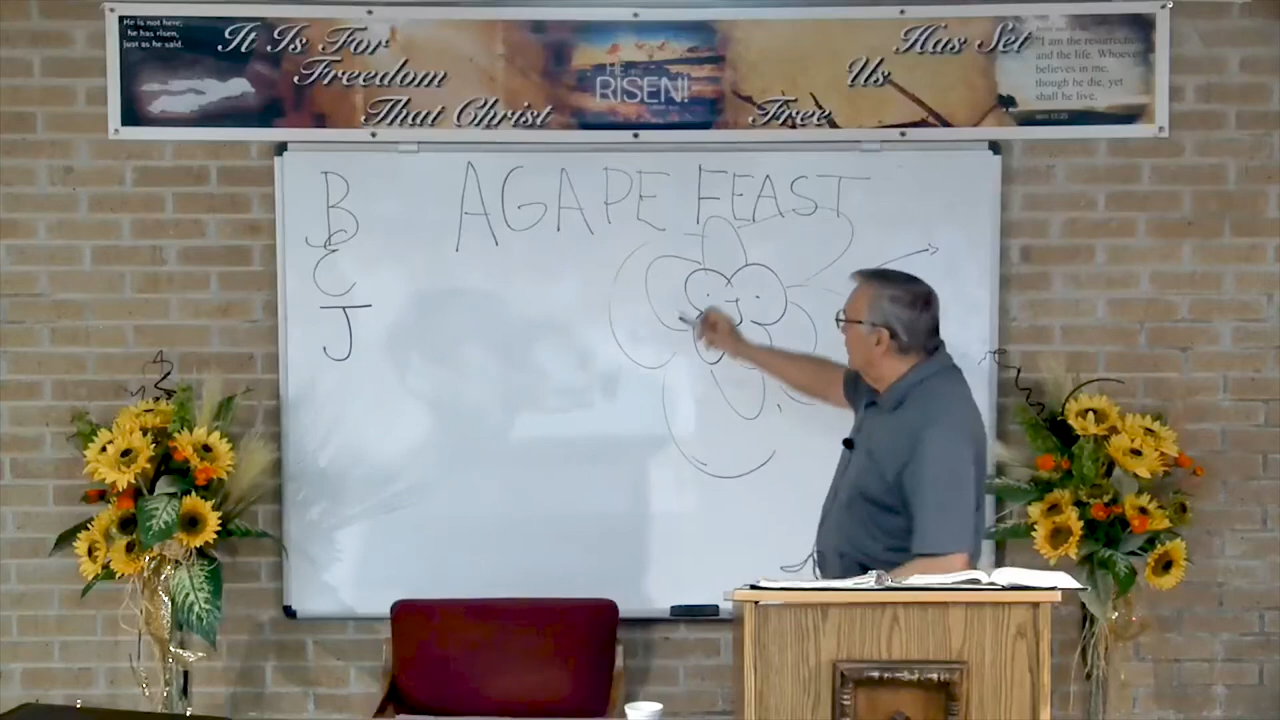 He is not here;
he has risen,
just as he said.
It Is For
Freedom
That Christ
HE
RISEN!
Has Set
Us
Free
"I am the resurrectio
and the life. Whoev
believes in me,
though he die, yet
shall he live,
AGAPE FEAST
B
C
J